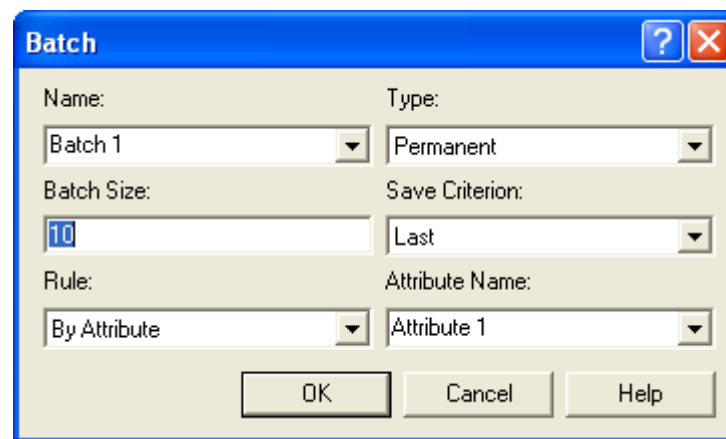 Batch
?
Name: Type:
Batch 1 Permanent
Batch Size: Save Criterion:
10 Last
Rule: Attribute Name:
By Attribute Attribute 1
OK Cancel Help